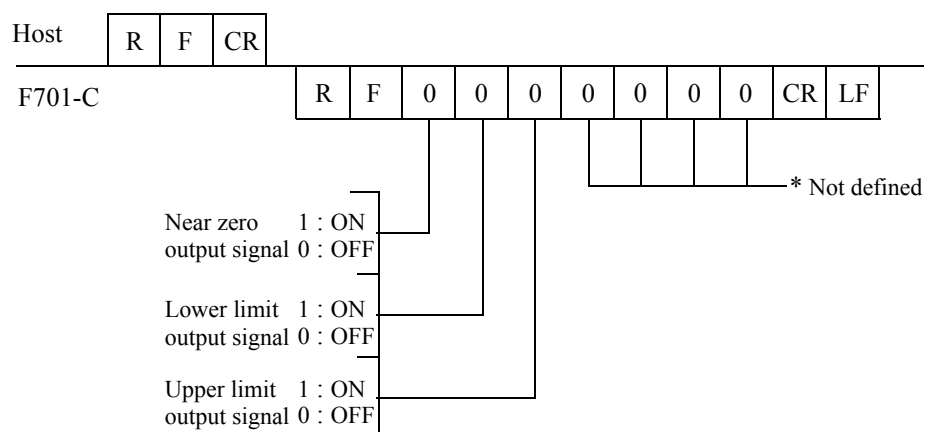 Host R F CR
F701-C R F 0 0 0 0 0 0 0 CR LF
* Not defined
Near zero 1 : ON
output signal 0 : OFF
Lower limit 1 : ON
output signal 0 : OFF
Upper limit 1 : ON
output signal 0 : OFF